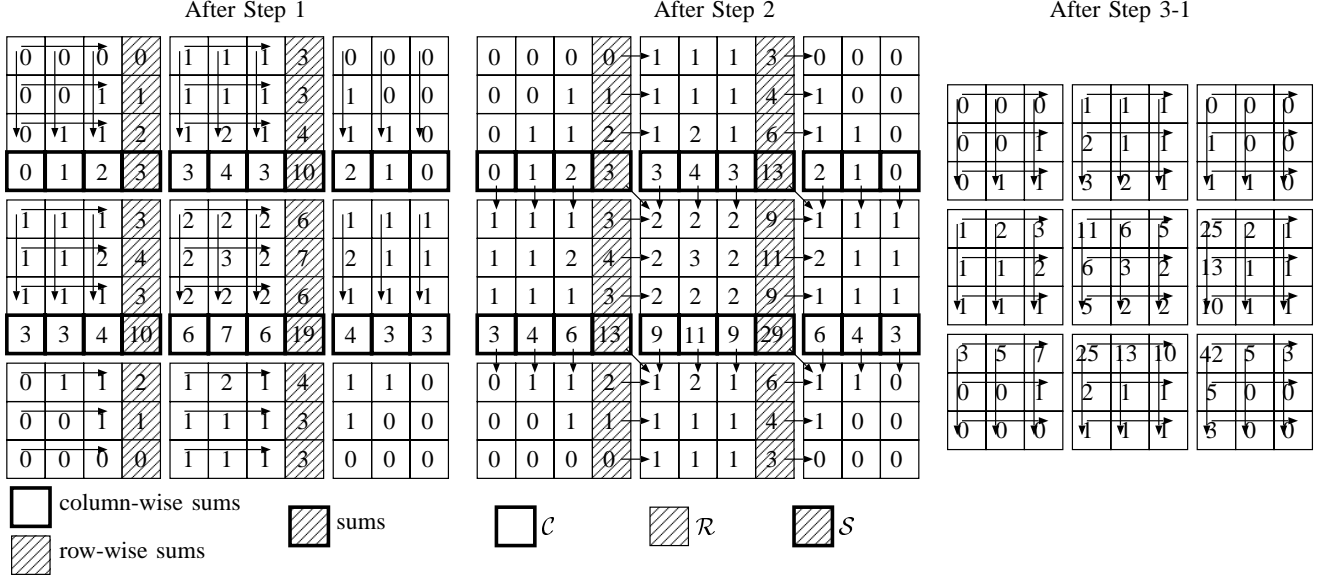 After Step 1
0 0 0 0 1 1 1 3 0 0 0
0 0 1 1 1 1 1 3 1 0 0
0 1 1 2 1 2 1 4 1 1 0
0 1 2 3 3 4 3 10 2 1 0
1 1 1 3 2 2 2 6 1 1 1
1 1 2 4 2 3 2 7 2 1 1
1 1 1 3 2 2 2 6 1 1 1
3 3 4 10 6 7 6 19 4 3 3
0 1 1 2 1 2 1 4 1 1 0
0 0 1 1 1 1 1 3 1 0 0
0 0 0 0 1 1 1 3 0 0 0
column-wise sums
sums
row-wise sums
After Step 2
0 0 0 0 1 1 1 3 0 0 0
0 0 1 1 1 1 1 4 1 0 0
0 1 1 2 1 2 1 6 1 1 0
0 1 2 3 3 4 3 13 2 1 0
1 1 1 3 2 2 2 9 1 1 1
1 1 2 4 2 3 2 11 2 1 1
1 1 1 3 2 2 2 9 1 1 1
3 4 6 13 9 11 9 29 6 4 3
0 1 1 2 1 2 1 6 1 1 0
0 0 1 1 1 1 1 4 1 0 0
0 0 0 0 1 1 1 3 0 0 0
𝒞
ℛ
𝒮
After Step 3-1
0 0 0 1 1 1 0 0 0
0 0 1 2 1 1 1 0 0
0 1 1 3 2 1 1 1 0
1 2 3 11 6 5 25 2 1
1 1 2 6 3 2 13 1 1
1 1 1 5 2 2 10 1 1
3 5 7 25 13 10 42 5 3
0 0 1 2 1 1 5 0 0
0 0 0 1 1 1 3 0 0